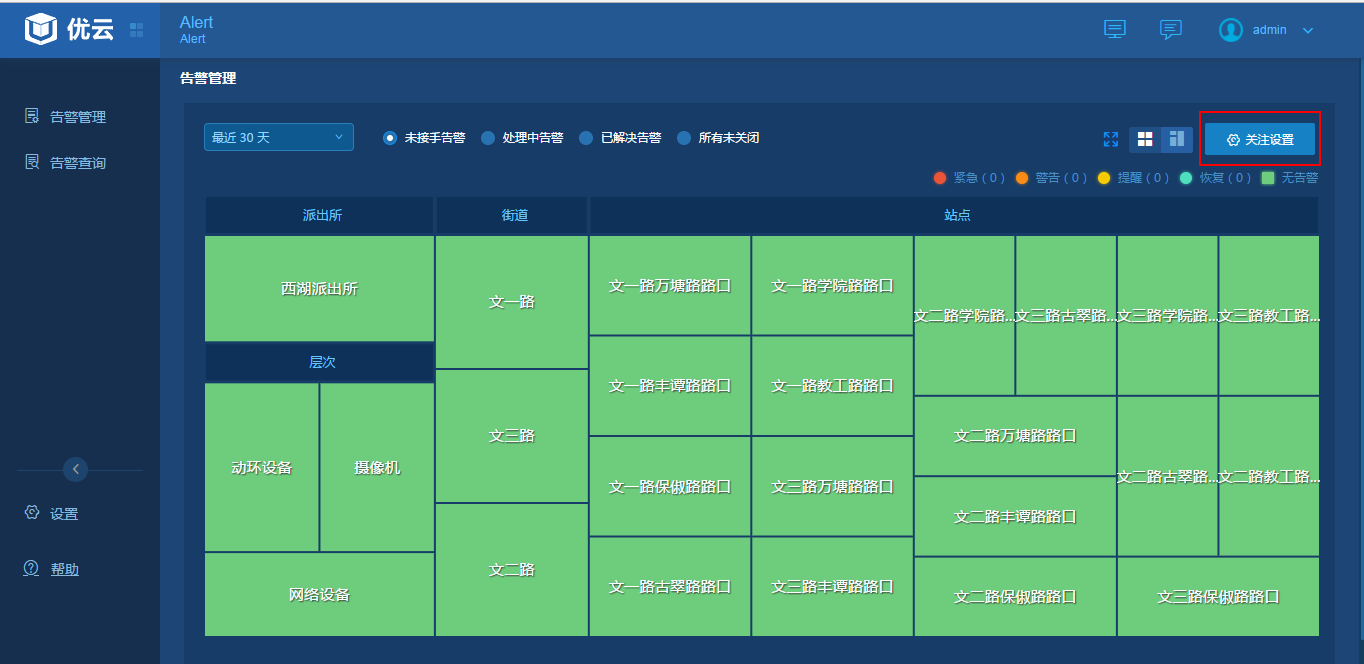 优云
Alert
Alert
admin
告警管理
告警管理
告警查询
设置
帮助
最近 30 天
未接手告警
处理中告警
已解决告警
所有未关闭
关注设置
紧急 ( 0 )
警告 ( 0 )
提醒 ( 0 )
恢复 ( 0 )
无告警
派出所
街道
站点
西湖派出所
层次
动环设备
摄像机
网络设备
文一路
文三路
文二路
文一路万塘路路口
文一路学院路路口
文一路丰谭路路口
文一路教工路路口
文一路保俶路路口
文三路万塘路路口
文一路古翠路路口
文三路丰谭路路口
文二路学院路...
文三路古翠路...
文三路学院路...
文三路教工路...
文二路万塘路路口
文二路丰谭路路口
文二路古翠路...
文二路教工路...
文二路保俶路路口
文三路保俶路路口